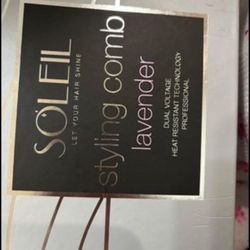 SOLEIL
LET YOUR HAIR SHINE
styling comb
lavender
DUAL VOLTAGE
HEAT RESISTANT TECHNOLOGY
PROFESSIONAL